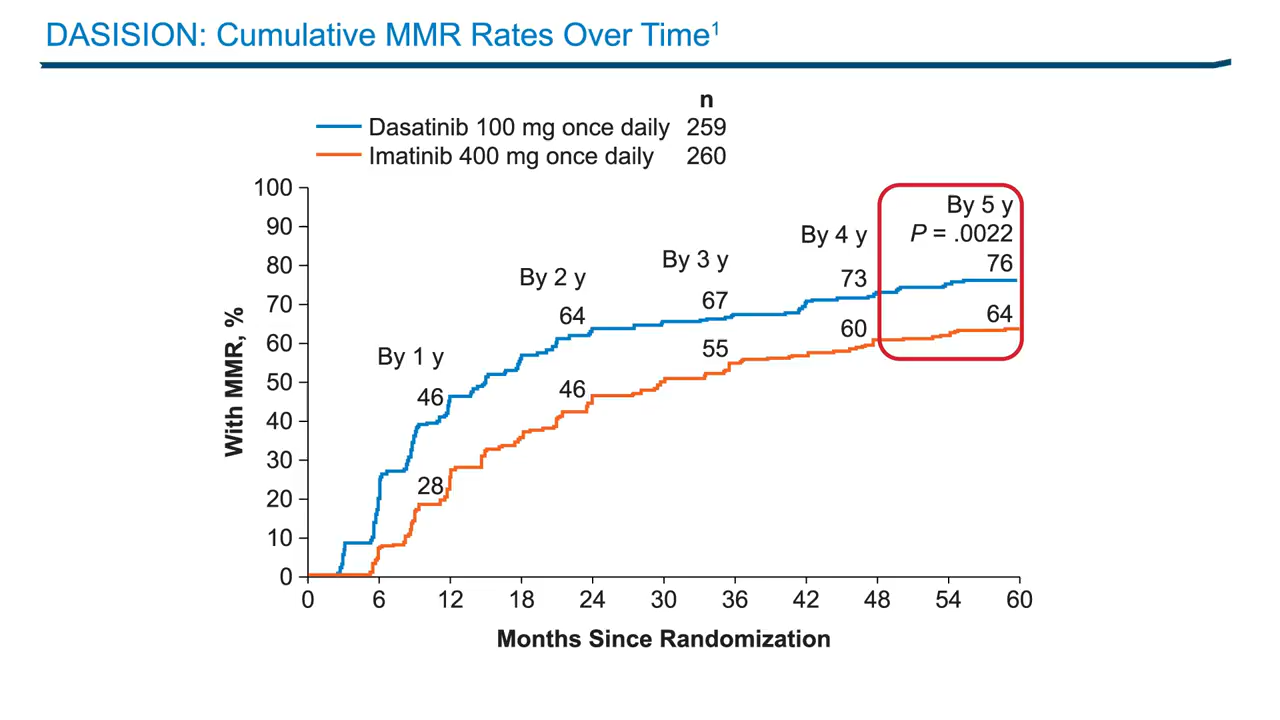 DASISION: Cumulative MMR Rates Over Time1
n
Dasatinib 100 mg once daily 259
Imatinib 400 mg once daily 260
With MMR, %
100
90
80
70
60
50
40
30
20
10
0
By 1 y
46
28
By 2 y
64
46
By 3 y
67
55
By 4 y
73
60
By 5 y
P = .0022
76
64
0 6 12 18 24 30 36 42 48 54 60
Months Since Randomization